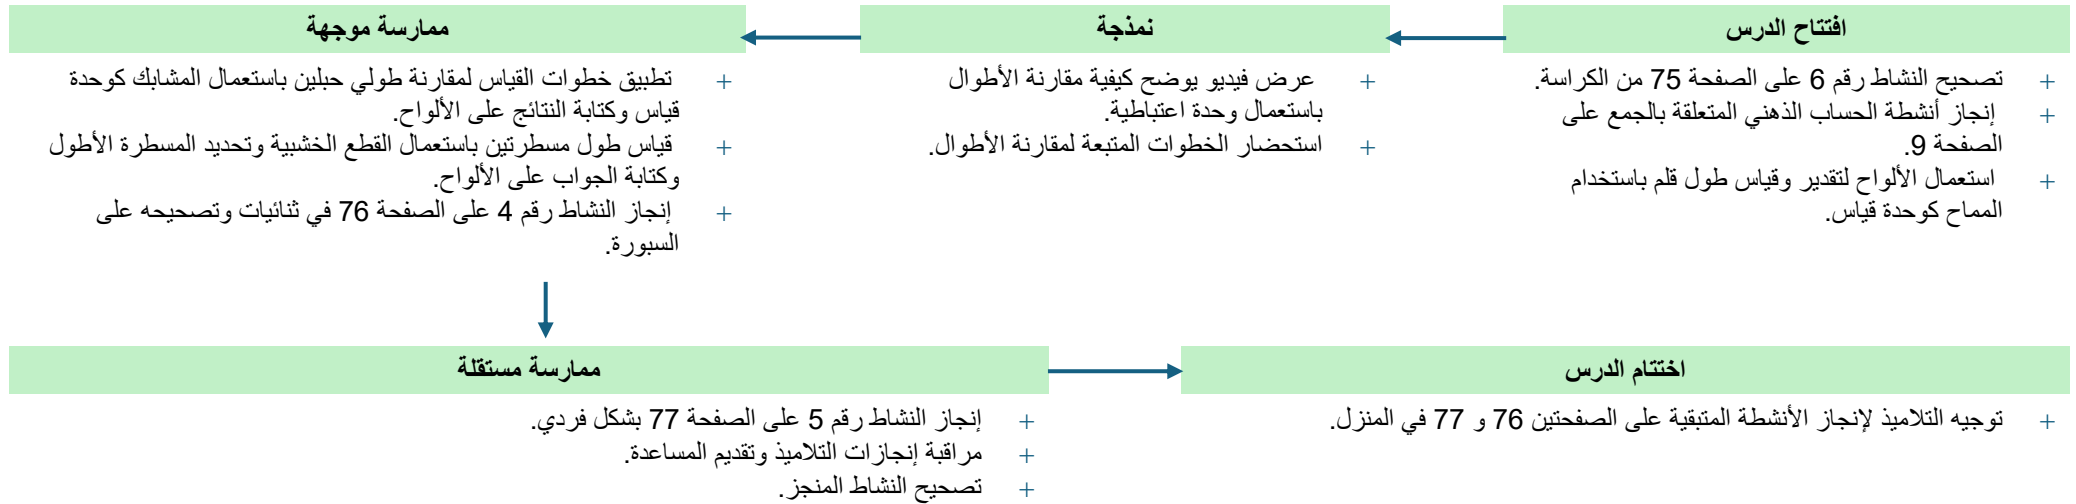 افتتاح الدرس
+ تصحيح النشاط رقم 6 على الصفحة 75 من الكراسة.
+ إنجاز أنشطة الحساب الذهني المتعلقة بالجمع على
الصفحة 9.
+ استعمال الألواح لتقدير وقياس طول قلم باستخدام
المماح كوحدة قياس.
نمذجة
+ عرض فيديو يوضح كيفية مقارنة الأطوال
باستعمال وحدة اعتباطية.
+ استحضار الخطوات المتبعة لمقارنة الأطوال.
ممارسة موجهة
+ تطبيق خطوات القياس لمقارنة طولي حبلين باستعمال المشابك كوحدة
قياس وكتابة النتائج على الألواح.
+ قياس طول مسطرتين باستعمال القطع الخشبية وتحديد المسطرة الأطول
وكتابة الجواب على الألواح.
+ إنجاز النشاط رقم 4 على الصفحة 76 في ثنائيات وتصحيحه على
السبورة.
ممارسة مستقلة
+ إنجاز النشاط رقم 5 على الصفحة 77 بشكل فردي.
+ مراقبة إنجازات التلاميذ وتقديم المساعدة.
+ تصحيح النشاط المنجز.
اختتام الدرس
+ توجيه التلاميذ لإنجاز الأنشطة المتبقية على الصفحتين 76 و 77 في المنزل.